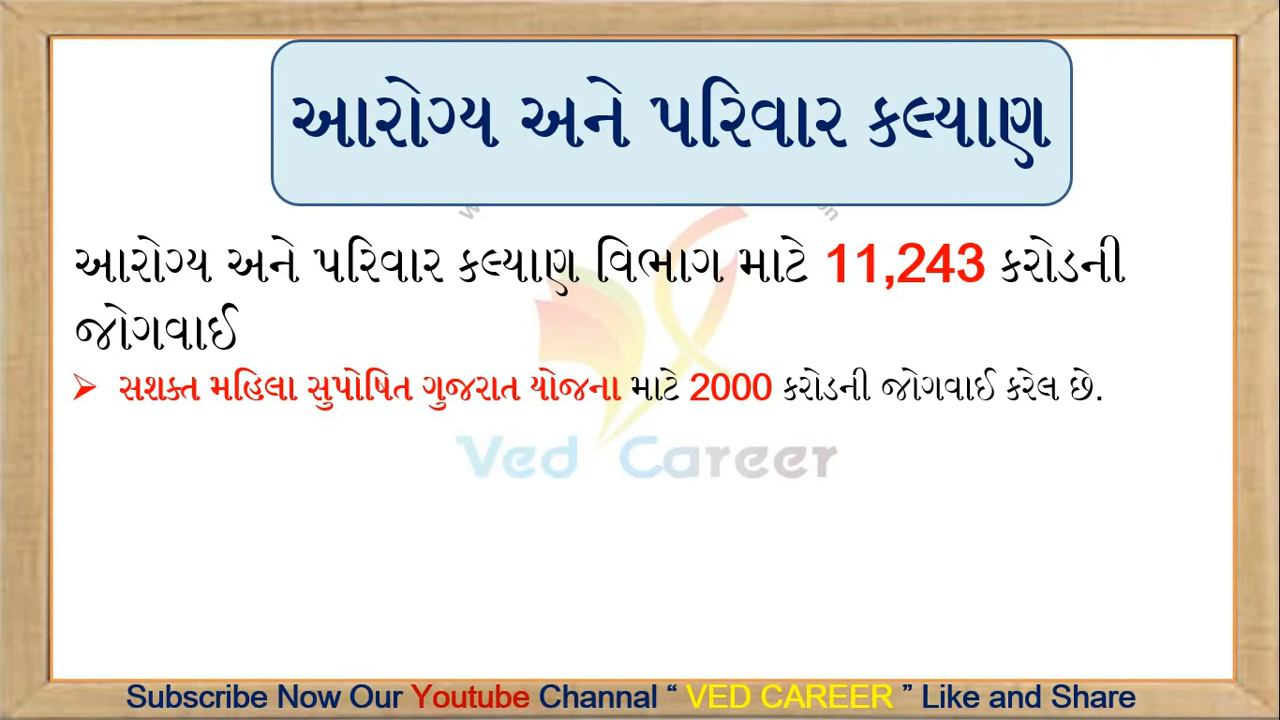 આરોગ્ય અને પરિવાર કલ્યાણ
આરોગ્ય અને પરિવાર કલ્યાણ વિભાગ માટે 11,243 કરોડની
જોગવાઈ
➢ સશક્ત મહિલા સુપોષિત ગુજરાત યોજના માટે 2000 કરોડની જોગવાઈ કરેલ છે.
Ved Career
Subscribe Now Our Youtube Channal “ VED CAREER ” Like and Share